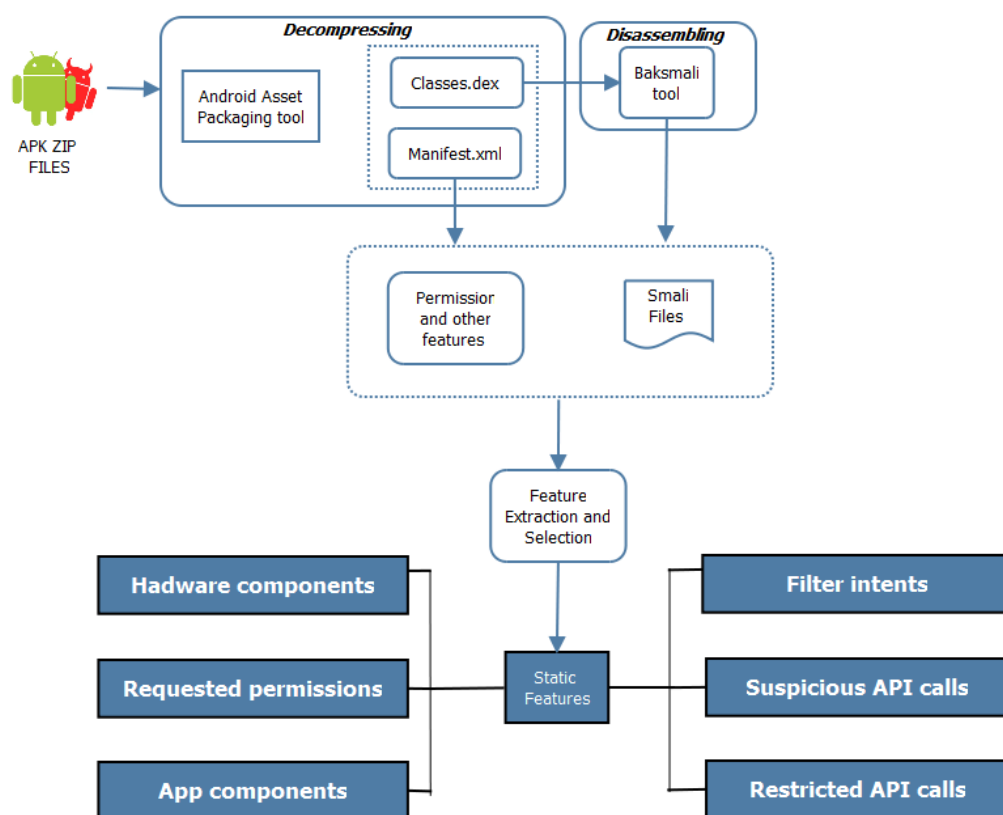 Decompressing
Disassembling
APK ZIP
FILES
Android Asset
Packaging tool
Classes.dex
Manifest.xml
Baksmali
tool
Permission
and other
features
Smali
Files
Feature
Extraction and
Selection
Static
Features
Hadware components
Requested permissions
App components
Filter intents
Suspicious API calls
Restricted API calls